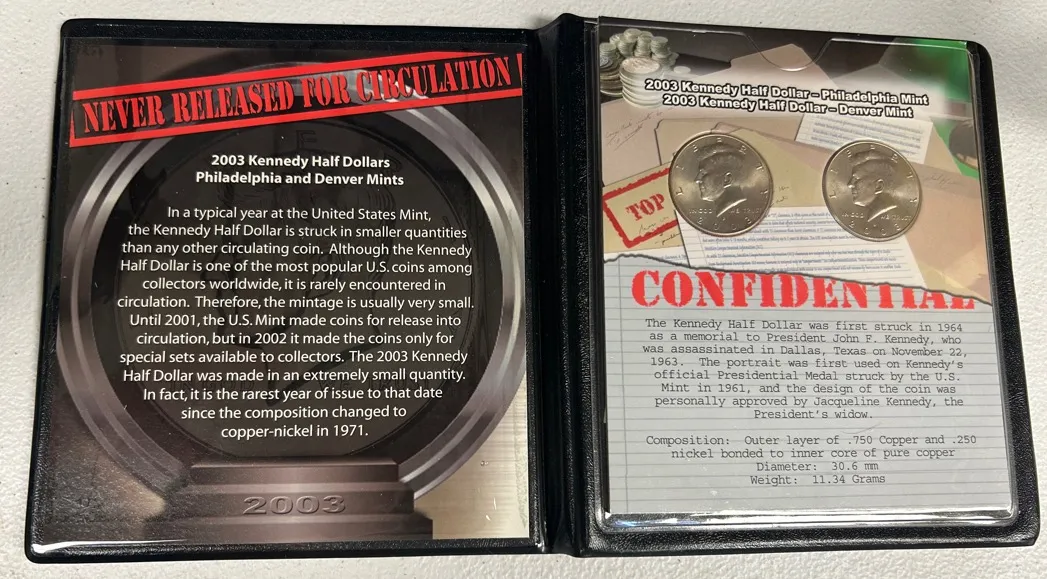 NEVER RELEASED FOR CIRCULATION
2003 Kennedy Half Dollars
Philadelphia and Denver Mints
In a typical year at the United States Mint,
the Kennedy Half Dollar is struck in smaller quantities
than any other circulating coin. Although the Kennedy
Half Dollar is one of the most popular U.S. coins among
collectors worldwide, it is rarely encountered in
circulation. Therefore, the mintage is usually very small.
Until 2001, the U.S. Mint made coins for release into
circulation, but in 2002 it made the coins only for
special sets available to collectors. The 2003 Kennedy
Half Dollar was made in an extremely small quantity.
In fact, it is the rarest year of issue to that date
since the composition changed to
copper-nickel in 1971.
2003
2003 Kennedy Half Dollar – Philadelphia Mint
2003 Kennedy Half Dollar – Denver Mint
TOP
IN GOD WE TRUST
IN GOD WE TRUST
CONFIDENTIAL
The Kennedy Half Dollar was first struck in 1964
as a memorial to President John F. Kennedy, who
was assassinated in Dallas, Texas on November 22,
1963. The portrait was first used on Kennedy's
official Presidential Medal struck by the U.S.
Mint in 1961, and the design of the coin was
personally approved by Jacqueline Kennedy, the
President's widow.
Composition: Outer layer of .750 Copper and .250
nickel bonded to inner core of pure copper
Diameter: 30.6 mm
Weight: 11.34 Grams